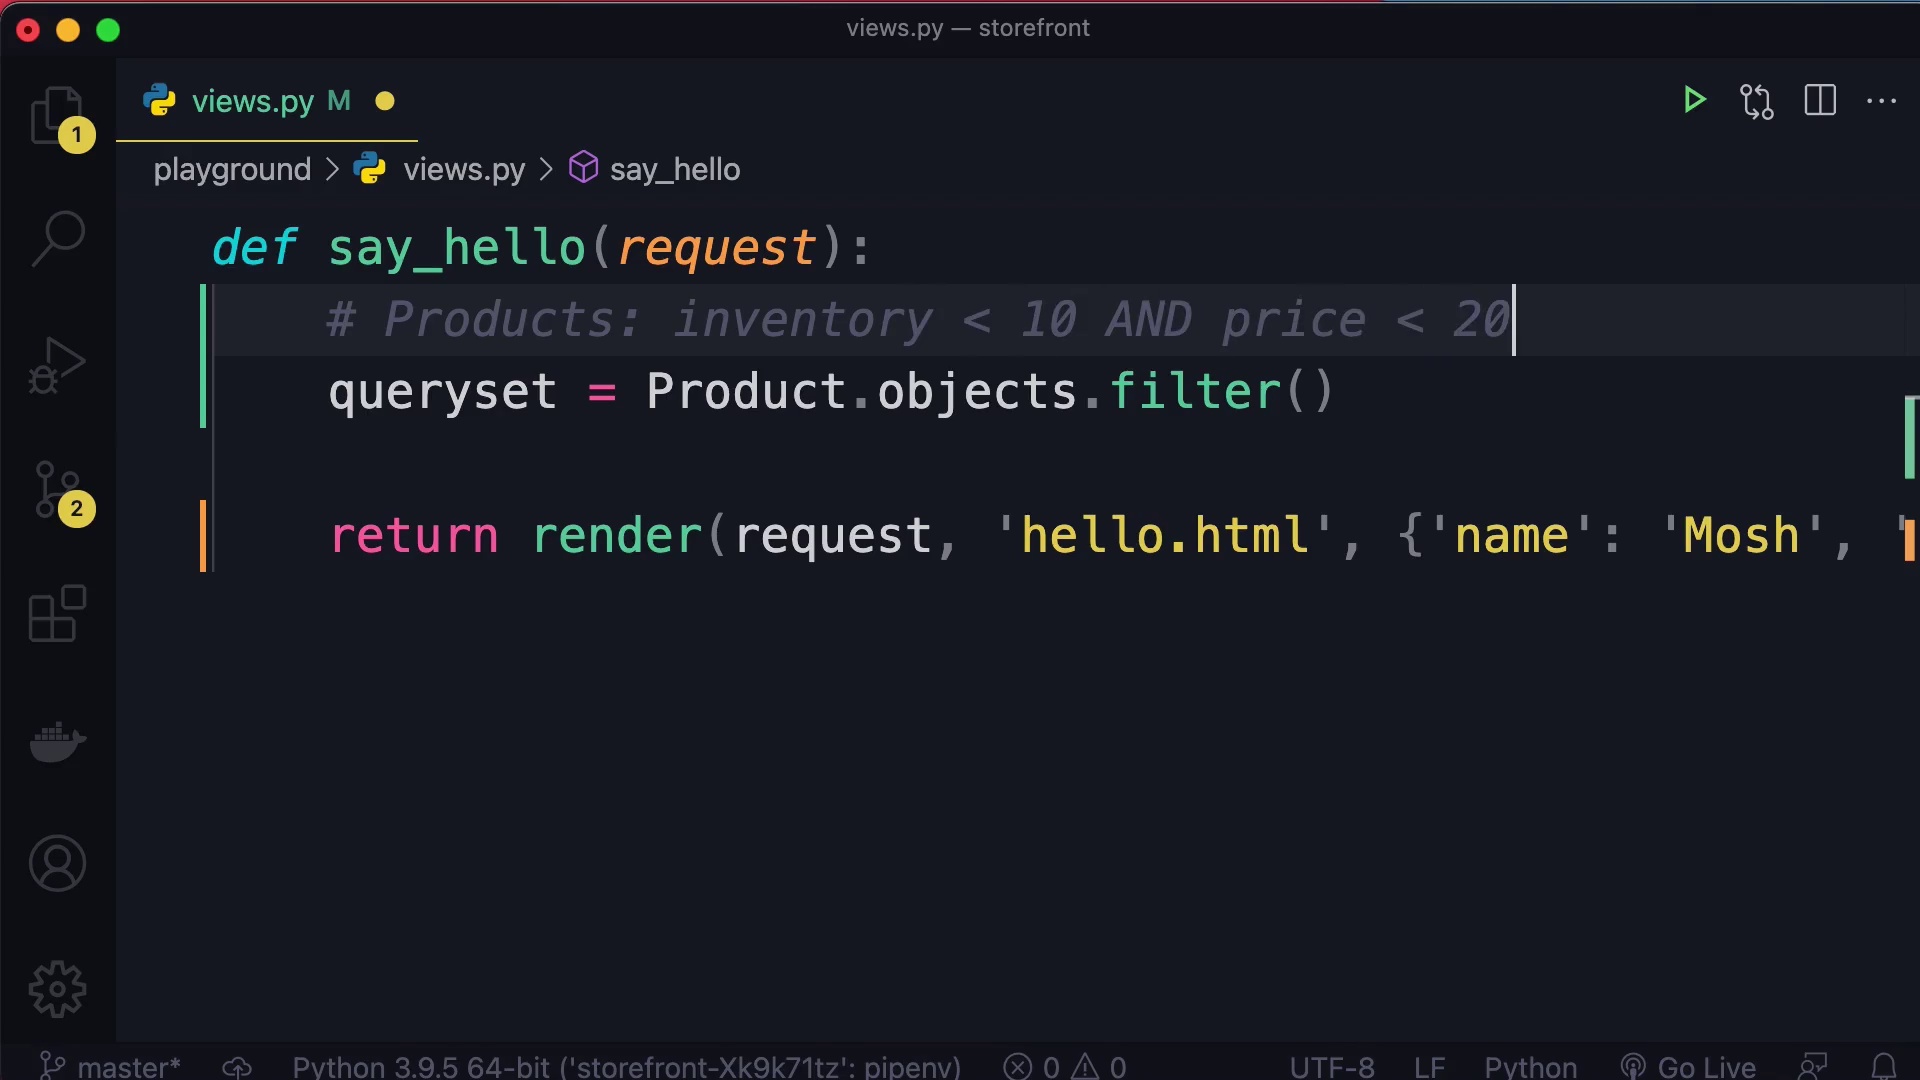 views.py — storefront
views.py M
1
playground > views.py > say_hello
def say_hello(request):
# Products: inventory < 10 AND price < 20
queryset = Product.objects.filter()
return render(request, 'hello.html', {'name': 'Mosh', '
2
master* Python 3.9.5 64-bit ('storefront-Xk9k71tz': pipenv) 0 0 UTF-8 LF Python Go Live